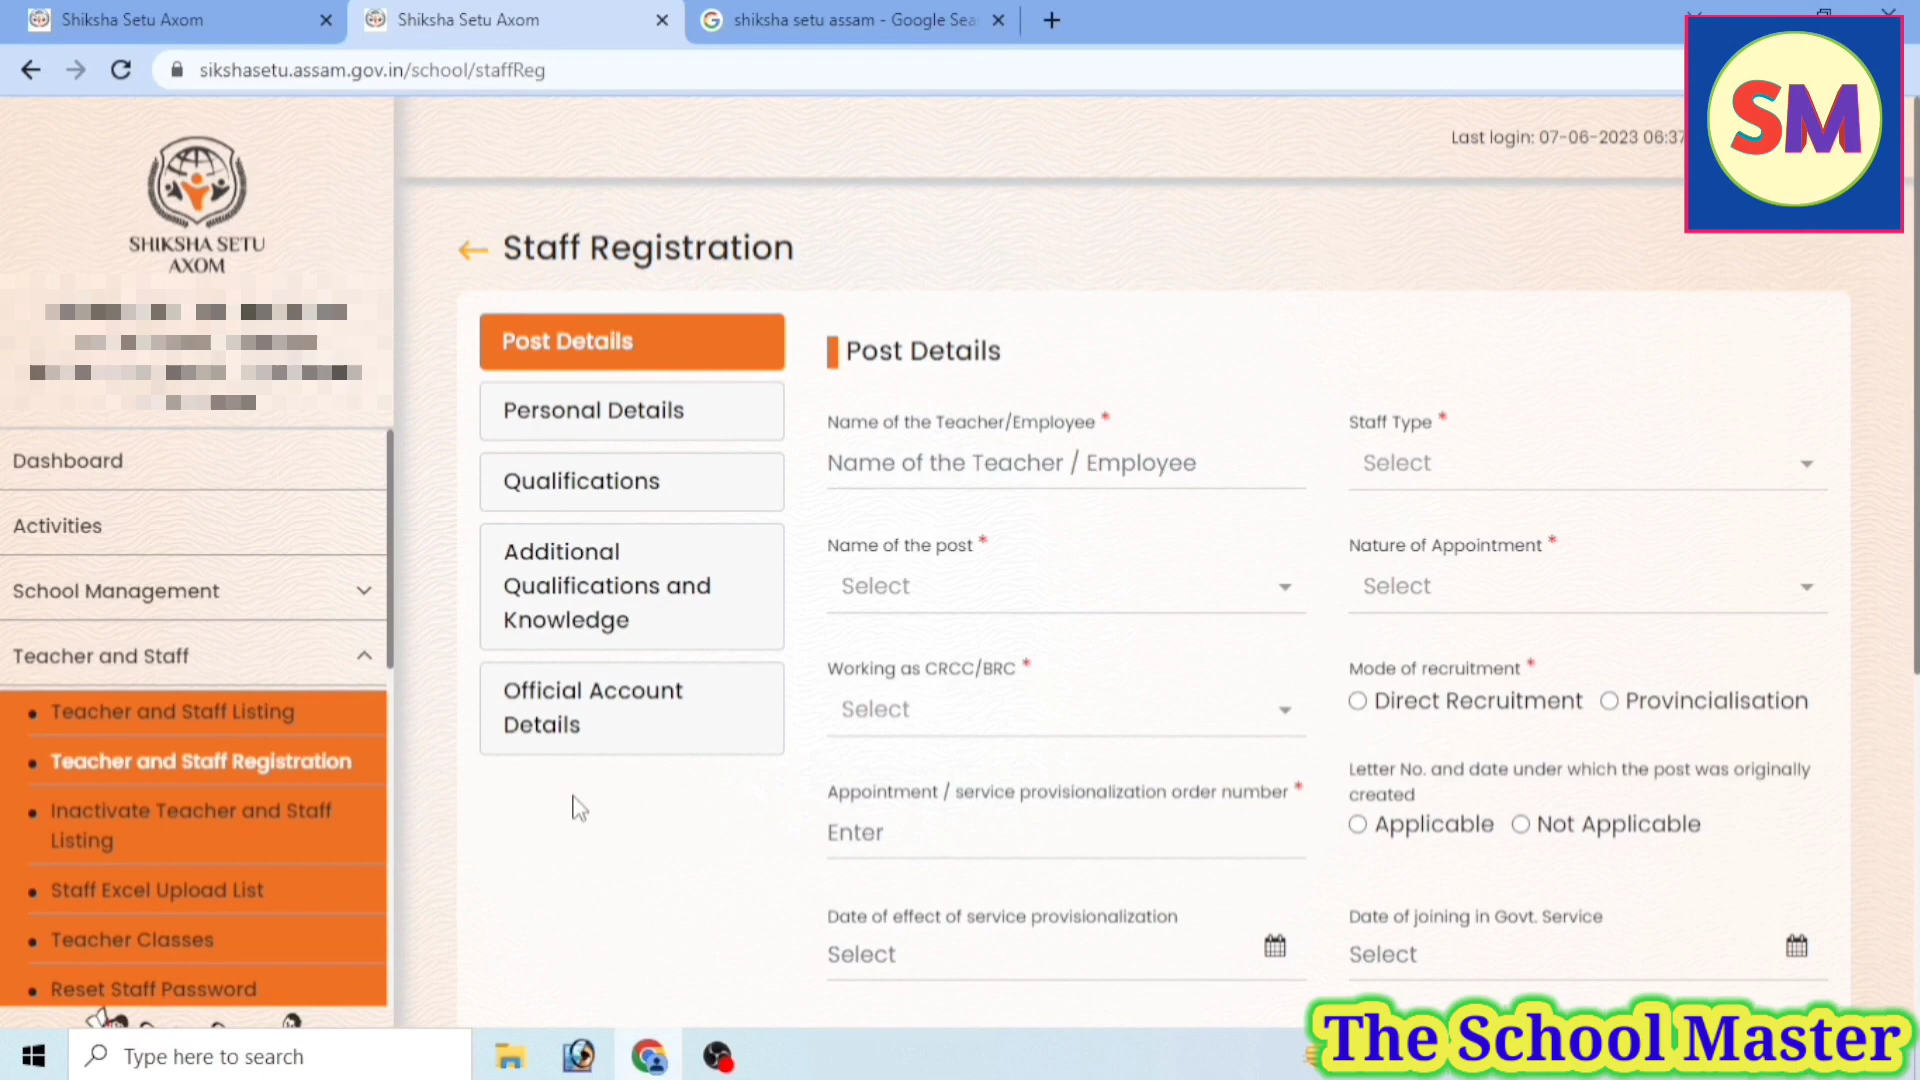 Shiksha Setu Axom
Shiksha Setu Axom
shiksha setu assam - Google Sea
sikshasetu.assam.gov.in/school/staffReg
SM
Last login: 07-06-2023 06:37
SHIKSHA SETU
AXOM
Dashboard
Activities
School Management
Teacher and Staff
Teacher and Staff Listing
Teacher and Staff Registration
Inactivate Teacher and Staff
Listing
Staff Excel Upload List
Teacher Classes
Reset Staff Password
Staff Registration
Post Details
Personal Details
Qualifications
Additional
Qualifications and
Knowledge
Official Account
Details
Post Details
Name of the Teacher/Employee *
Name of the Teacher / Employee
Staff Type *
Select
Name of the post *
Select
Nature of Appointment *
Select
Working as CRCC/BRC *
Select
Mode of recruitment *
Direct Recruitment Provincialisation
Appointment / service provisionalization order number *
Enter
Letter No. and date under which the post was originally
created
Applicable Not Applicable
Date of effect of service provisionalization
Select
Date of joining in Govt. Service
Select
Type here to search
The School Master